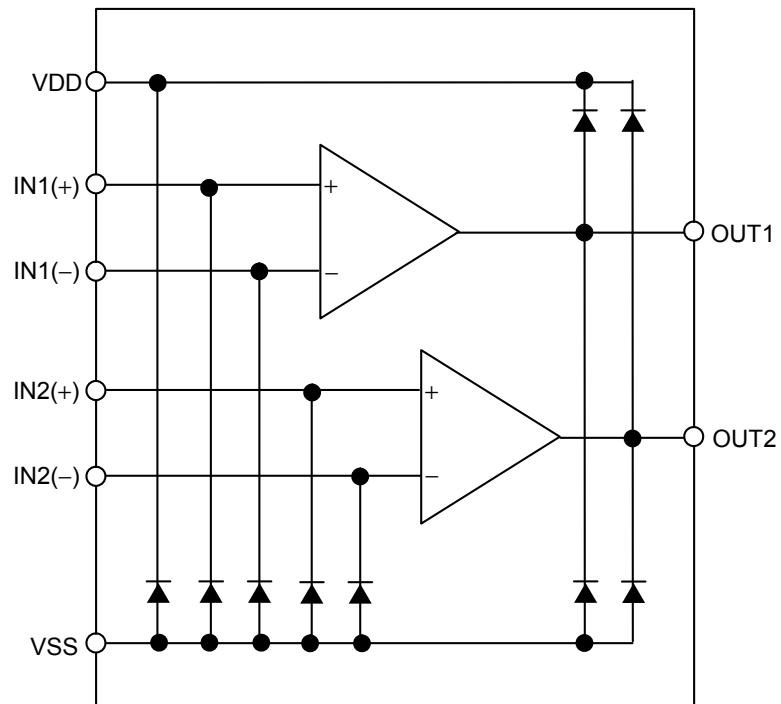 VDD
IN1(+)
+
OUT1
IN1(−)
−
IN2(+)
+
OUT2
IN2(−)
−
VSS